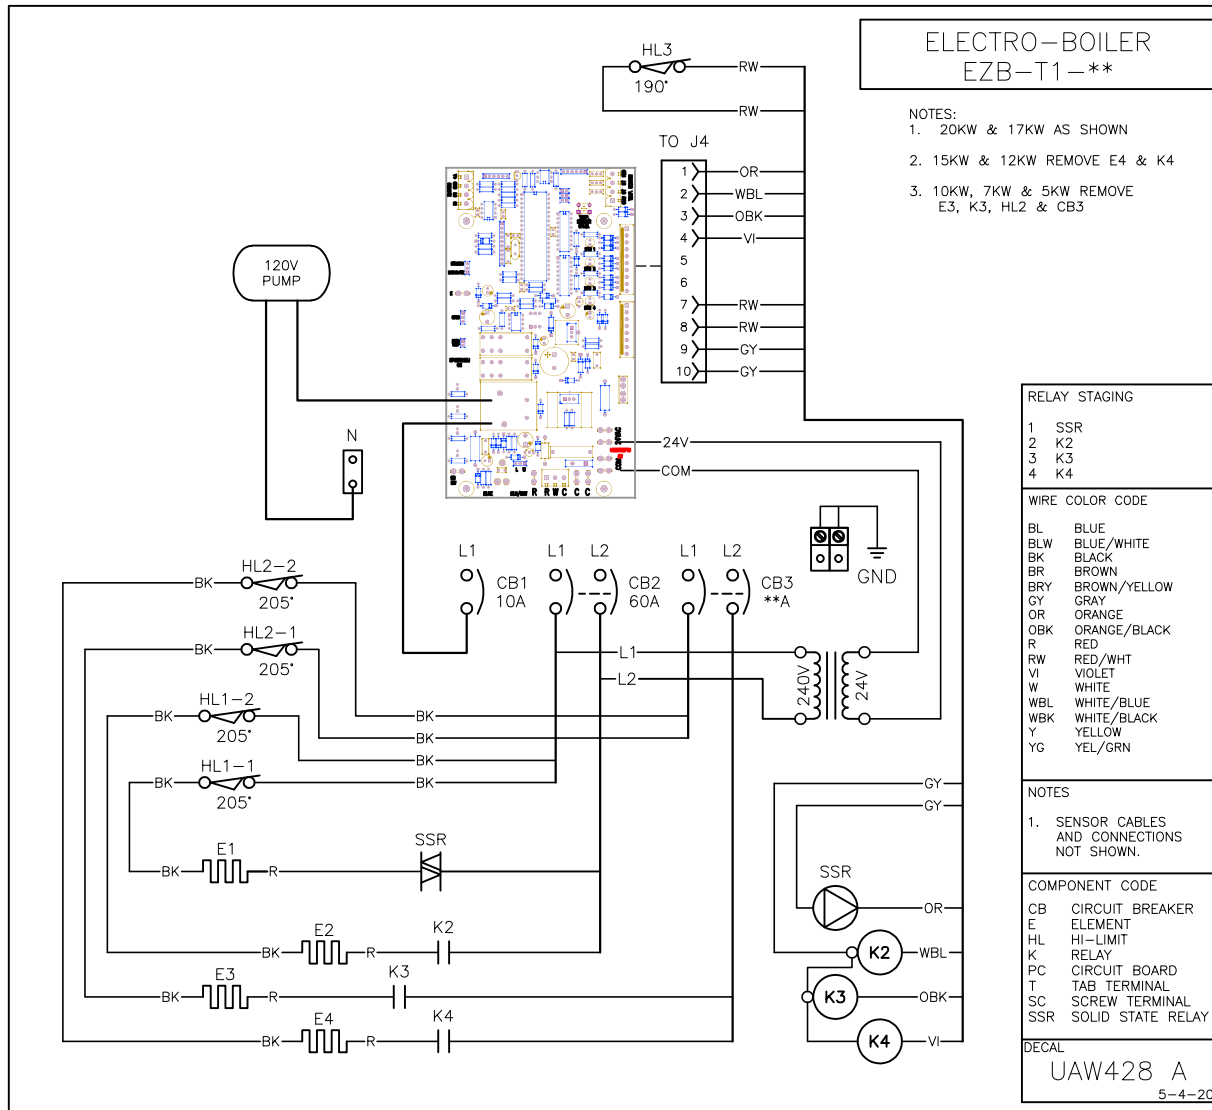 ELECTRO-BOILER
EZB-T1-**
NOTES:
1. 20KW & 17KW AS SHOWN
2. 15KW & 12KW REMOVE E4 & K4
3. 10KW, 7KW & 5KW REMOVE
E3, K3, HL2 & CB3
HL3
190°
RW
RW
TO J4
1 OR
2 WBL
3 OBK
4 VI
5
6
7 RW
8 RW
9 GY
10 GY
120V
PUMP
N
24V
COM
24VAC
COM
R R W C C C
L1
CB1
10A
L1 L2
CB2
60A
L1 L2
CB3
**A
GND
HL2-2
BK
205°
HL2-1
BK
205°
HL1-2
BK
205°
HL1-1
BK
205°
BK
BK
BK
BK
L1
L2
240V
24V
E1
BK R
SSR
E2
BK R
K2
E3
BK R
K3
E4
BK R
K4
GY
GY
SSR
OR
K2
WBL
K3
OBK
K4
VI
RELAY STAGING
1 SSR
2 K2
3 K3
4 K4
WIRE COLOR CODE
BL BLUE
BLW BLUE/WHITE
BK BLACK
BR BROWN
BRY BROWN/YELLOW
GY GRAY
OR ORANGE
OBK ORANGE/BLACK
R RED
RW RED/WHT
VI VIOLET
W WHITE
WBL WHITE/BLUE
WBK WHITE/BLACK
Y YELLOW
YG YEL/GRN
NOTES
1. SENSOR CABLES
AND CONNECTIONS
NOT SHOWN.
COMPONENT CODE
CB CIRCUIT BREAKER
E ELEMENT
HL HI-LIMIT
K RELAY
PC CIRCUIT BOARD
T TAB TERMINAL
SC SCREW TERMINAL
SSR SOLID STATE RELAY
DECAL
UAW428 A
5-4-20